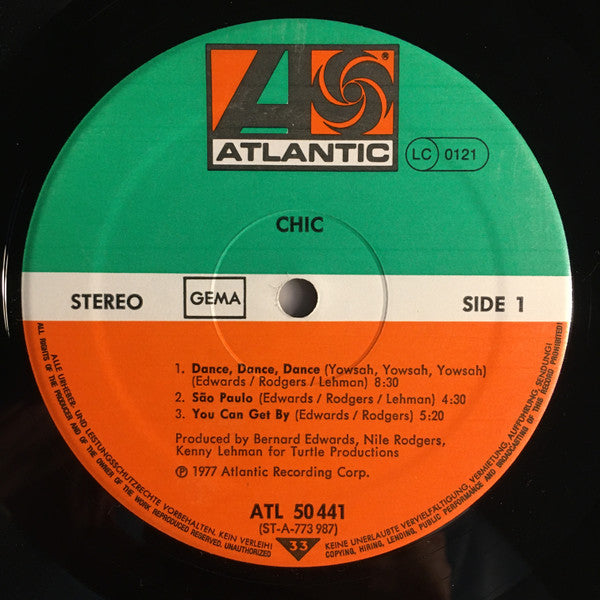 ATLANTIC
®
LC 0121
CHIC
STEREO GEMA SIDE 1
1. Dance, Dance, Dance (Yowsah, Yowsah, Yowsah)
(Edwards / Rodgers / Lehman) 8:30
2. São Paulo (Edwards / Rodgers / Lehman) 4:30
3. You Can Get By (Edwards / Rodgers) 5:20
Produced by Bernard Edwards, Nile Rodgers,
Kenny Lehman for Turtle Productions
℗ 1977 Atlantic Recording Corp.
ATL 50 441
(ST-A-773 987)
33
ALLE URHEBER- UND LEISTUNGSSCHUTZRECHTE VORBEHALTEN. KEIN VERLEIH! KEINE UNERLAUBTE VERVIELFÄLTIGUNG, VERMIETUNG, AUFFÜHRUNG, SENDUNG!
ALL RIGHTS OF THE PRODUCER AND OF THE OWNER OF THE WORK REPRODUCED RESERVED. UNAUTHORIZED COPYING, HIRING, LENDING, PUBLIC PERFORMANCE AND BROADCASTING OF THIS RECORD PROHIBITED!